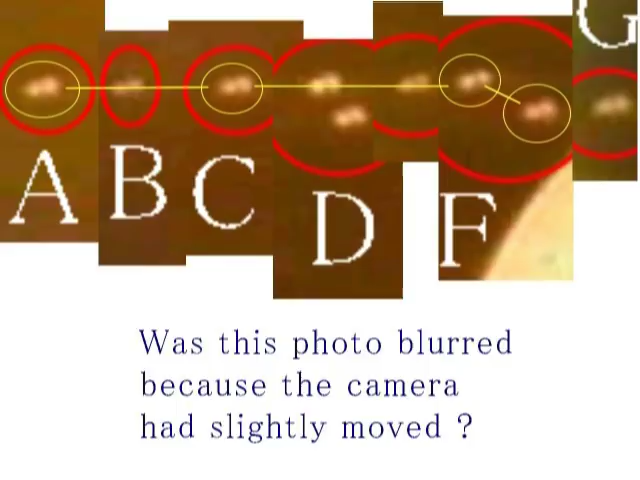 G
A B C D F
Was this photo blurred
because the camera
had slightly moved ?